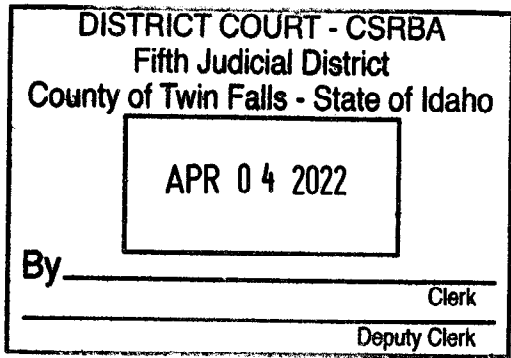 DISTRICT COURT - CSRBA
Fifth Judicial District
County of Twin Falls - State of Idaho
APR 04 2022
By
Clerk
Deputy Clerk